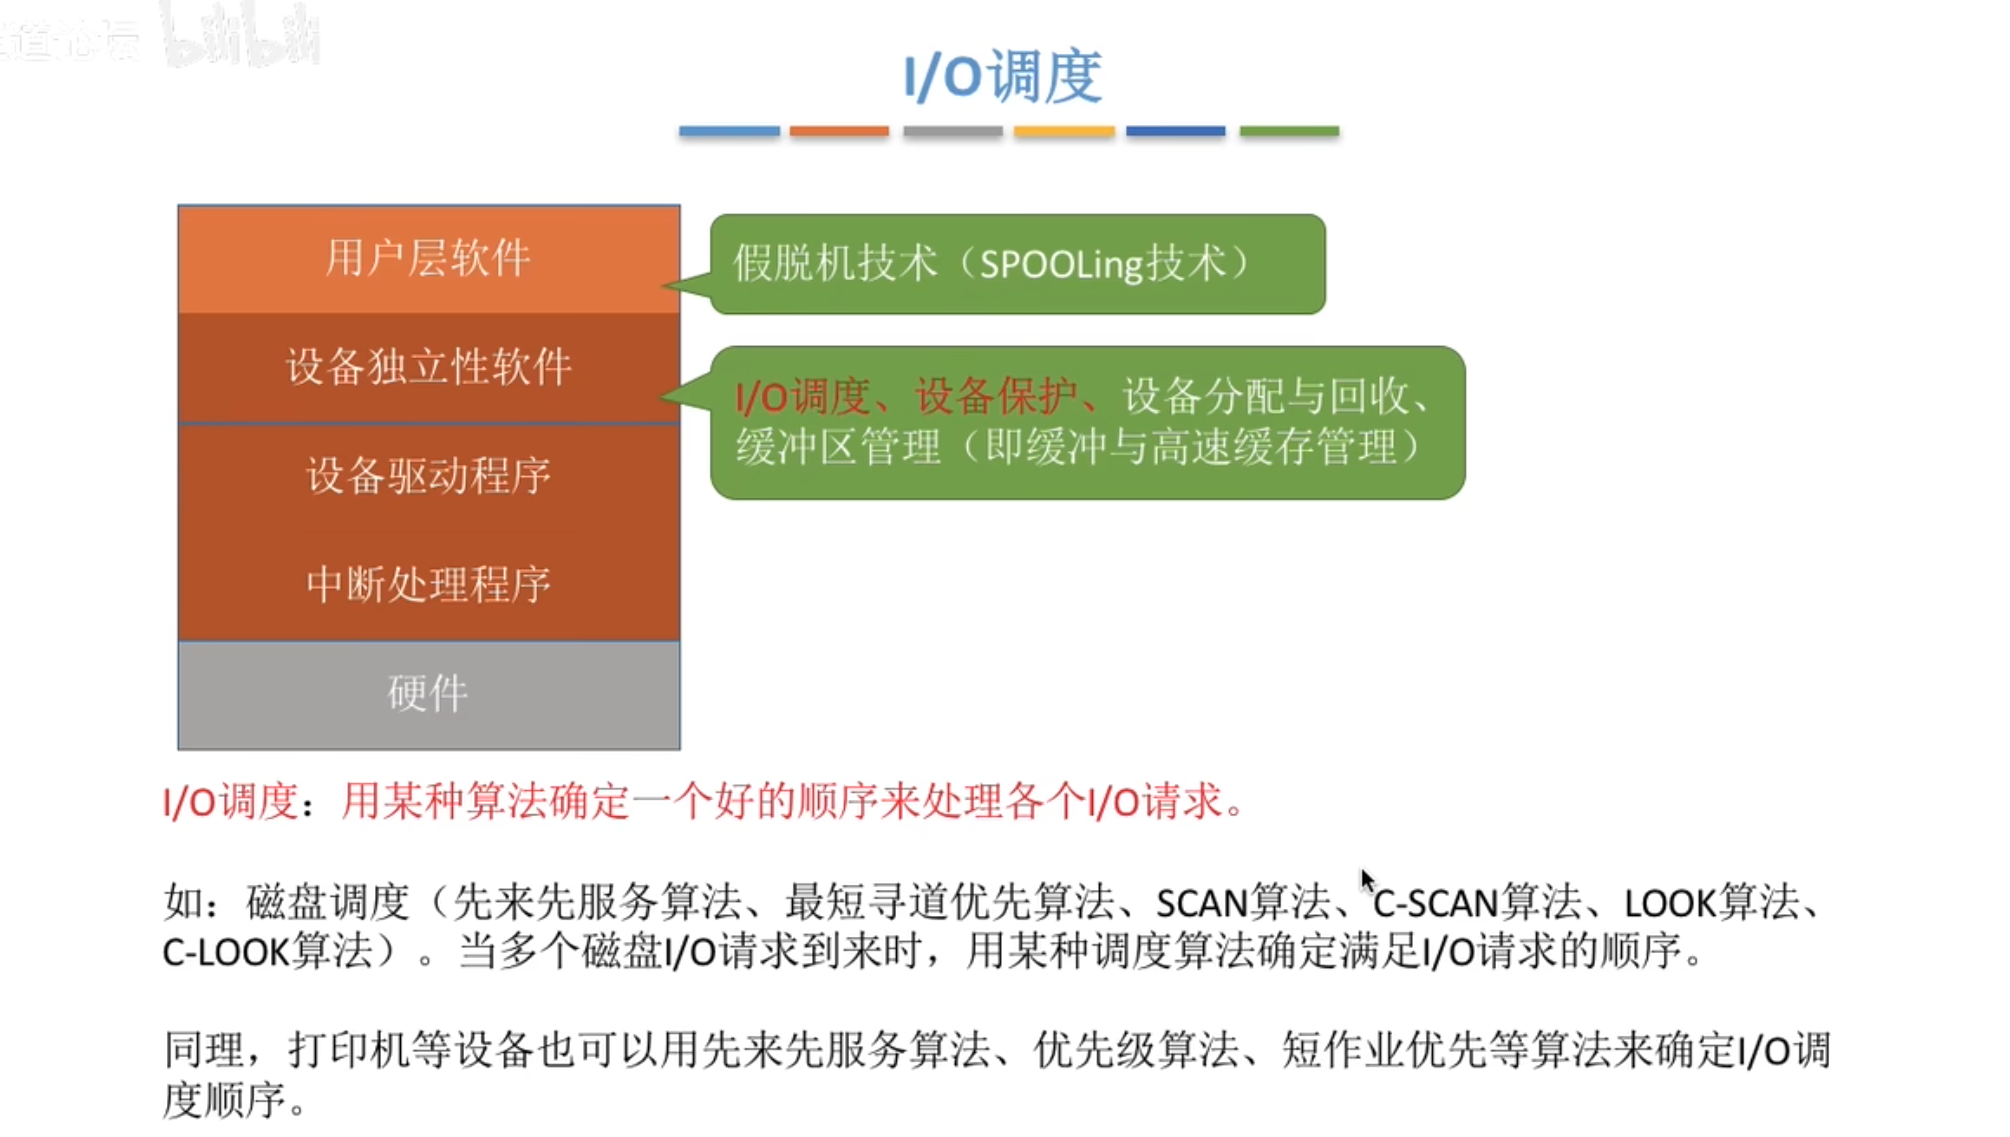 道论坛 bilibili
I/O调度
用户层软件
假脱机技术（SPOOLing技术）
设备独立性软件
I/O调度、设备保护、设备分配与回收、
缓冲区管理（即缓冲与高速缓存管理）
设备驱动程序
中断处理程序
硬件
I/O调度：用某种算法确定一个好的顺序来处理各个I/O请求。
如：磁盘调度（先来先服务算法、最短寻道优先算法、SCAN算法、C-SCAN算法、LOOK算法、
C-LOOK算法）。当多个磁盘I/O请求到来时，用某种调度算法确定满足I/O请求的顺序。
同理，打印机等设备也可以用先来先服务算法、优先级算法、短作业优先等算法来确定I/O调
度顺序。